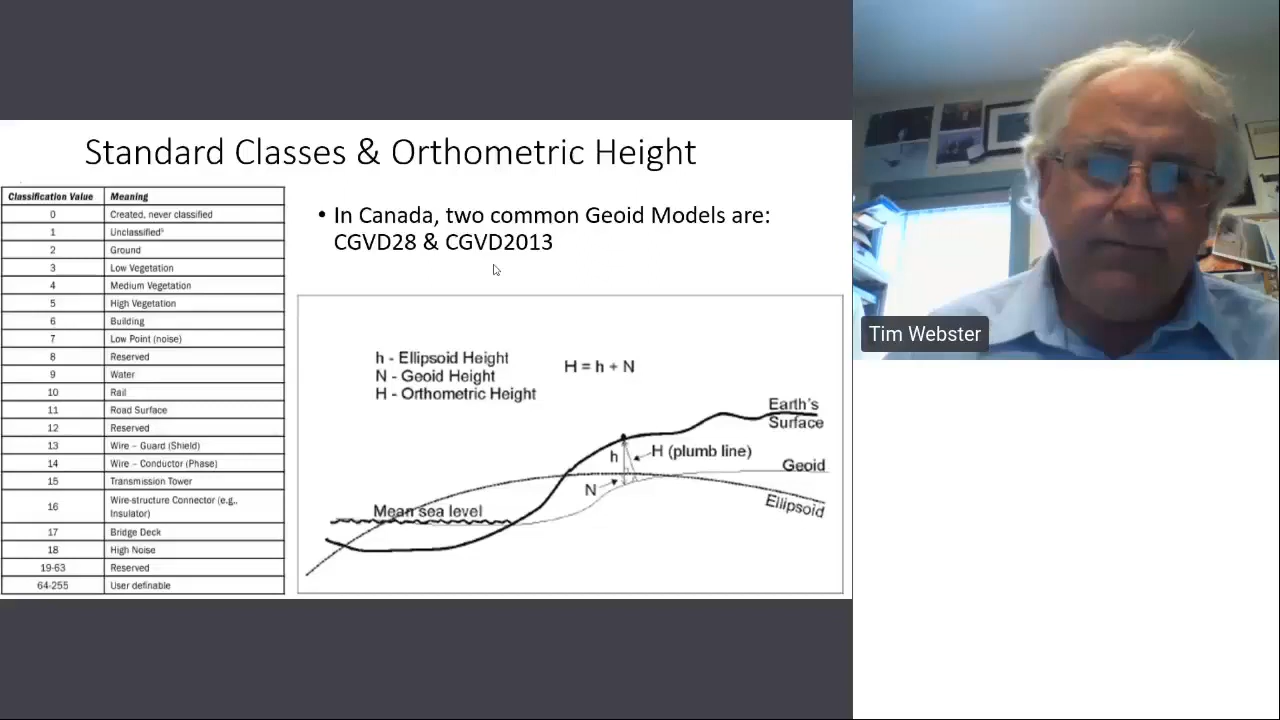 Standard Classes & Orthometric Height
Classification Value Meaning
0 Created, never classified
1 Unclassified⁵
2 Ground
3 Low Vegetation
4 Medium Vegetation
5 High Vegetation
6 Building
7 Low Point (noise)
8 Reserved
9 Water
10 Rail
11 Road Surface
12 Reserved
13 Wire – Guard (Shield)
14 Wire – Conductor (Phase)
15 Transmission Tower
16 Wire-structure Connector (e.g.,
Insulator)
17 Bridge Deck
18 High Noise
19-63 Reserved
64-255 User definable
• In Canada, two common Geoid Models are:
CGVD28 & CGVD2013
h - Ellipsoid Height
N - Geoid Height
H - Orthometric Height
H = h + N
Earth's
Surface
h
H (plumb line)
Geoid
N
Ellipsoid
Mean sea level
Tim Webster